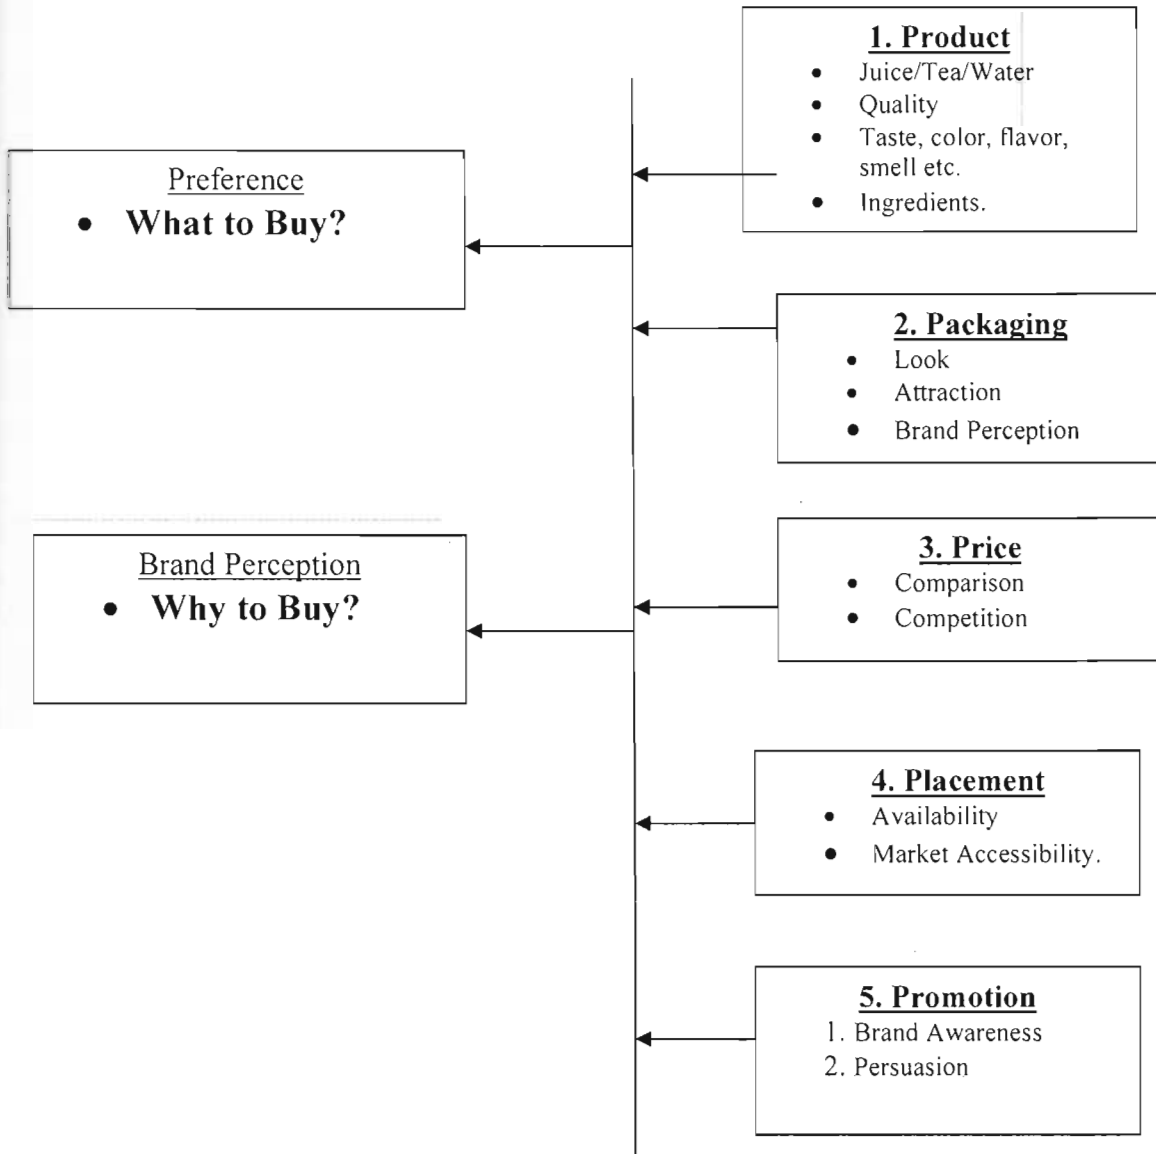 1. Product
• Juice/Tea/Water
• Quality
• Taste, color, flavor,
smell etc.
• Ingredients.
Preference
• What to Buy?
2. Packaging
• Look
• Attraction
• Brand Perception
3. Price
• Comparison
• Competition
Brand Perception
• Why to Buy?
4. Placement
• Availability
• Market Accessibility.
5. Promotion
1. Brand Awareness
2. Persuasion